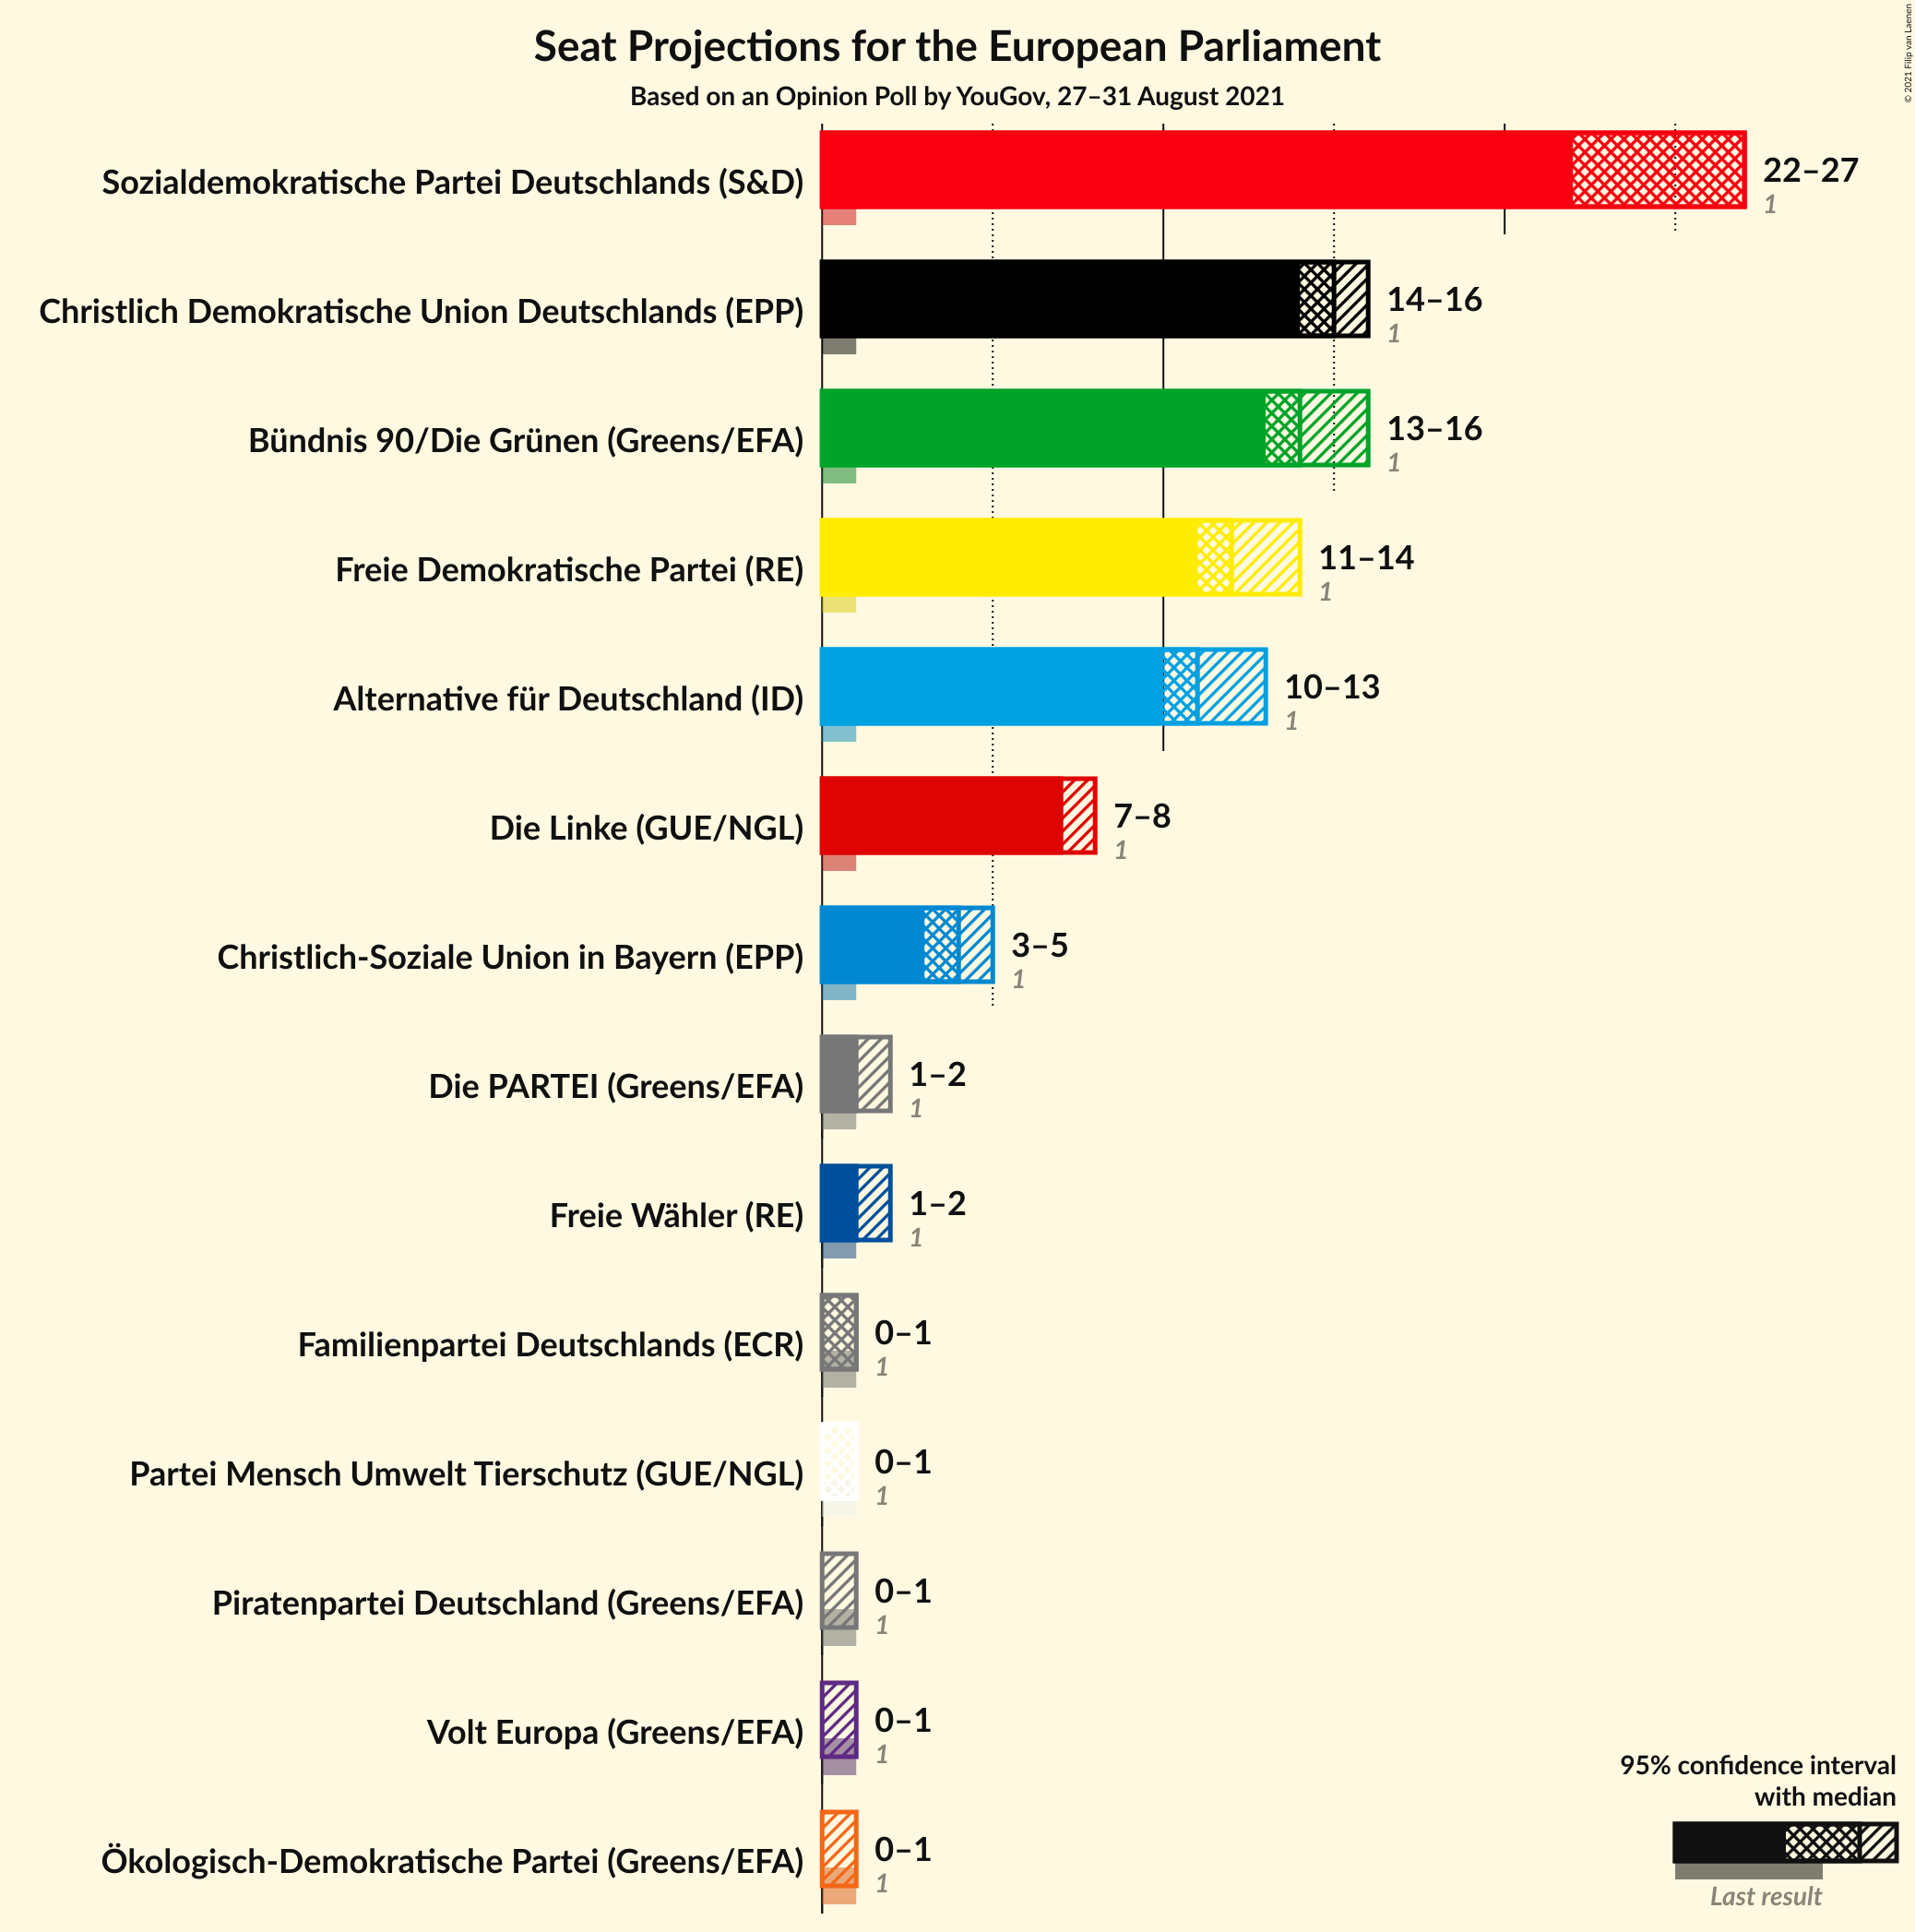 Seat Projections for the European Parliament
Based on an Opinion Poll by YouGov, 27–31 August 2021
© 2021 Filip van Laenen
Sozialdemokratische Partei Deutschlands (S&D)
22–27
1
Christlich Demokratische Union Deutschlands (EPP)
14–16
1
Bündnis 90/Die Grünen (Greens/EFA)
13–16
1
Freie Demokratische Partei (RE)
11–14
1
Alternative für Deutschland (ID)
10–13
1
Die Linke (GUE/NGL)
7–8
1
Christlich-Soziale Union in Bayern (EPP)
3–5
1
Die PARTEI (Greens/EFA)
1–2
1
Freie Wähler (RE)
1–2
1
Familienpartei Deutschlands (ECR)
0–1
1
Partei Mensch Umwelt Tierschutz (GUE/NGL)
0–1
1
Piratenpartei Deutschland (Greens/EFA)
0–1
1
Volt Europa (Greens/EFA)
0–1
1
Ökologisch-Demokratische Partei (Greens/EFA)
0–1
1
95% confidence interval
with median
Last result